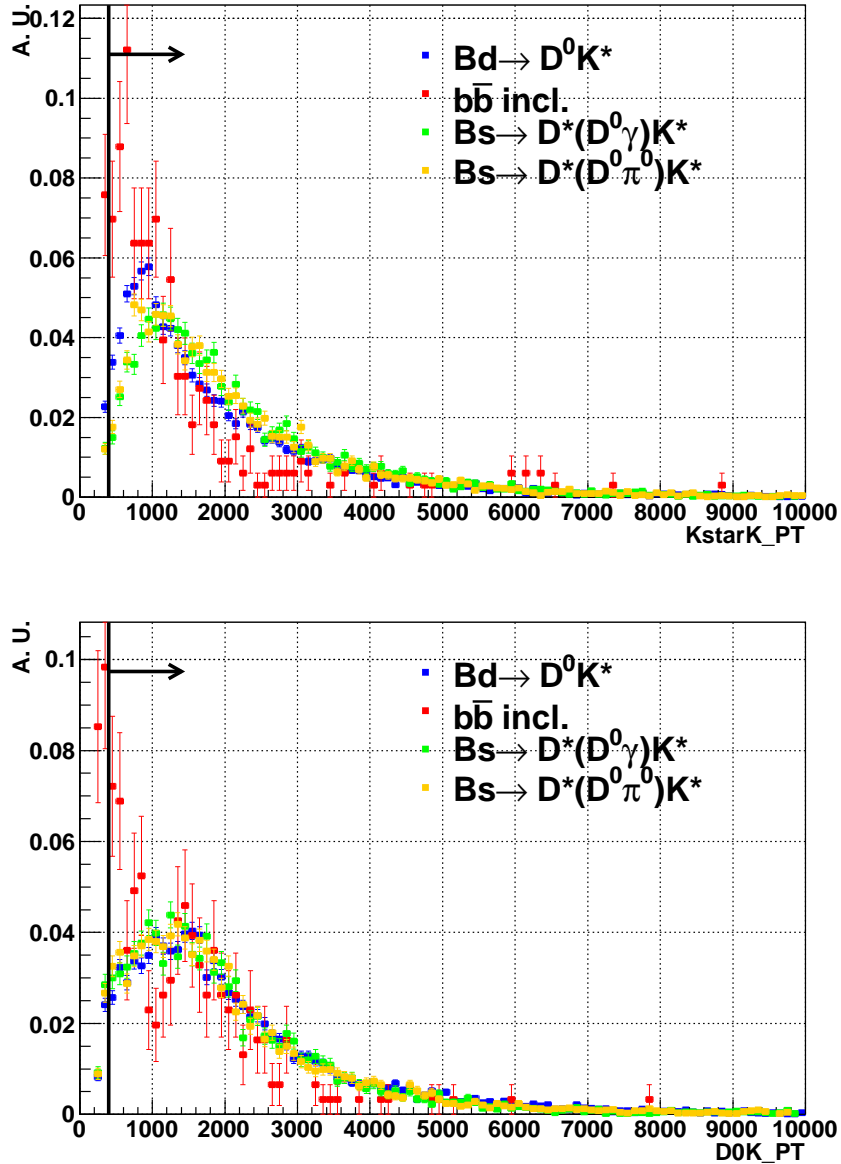 A. U.
0.12
0.1
0.08
0.06
0.04
0.02
0
Bd→ D⁰K*
bb̅ incl.
Bs→ D*(D⁰γ)K*
Bs→ D*(D⁰π⁰)K*
0 1000 2000 3000 4000 5000 6000 7000 8000 9000 10000
KstarK_PT
A. U.
0.1
0.08
0.06
0.04
0.02
0
Bd→ D⁰K*
bb̅ incl.
Bs→ D*(D⁰γ)K*
Bs→ D*(D⁰π⁰)K*
0 1000 2000 3000 4000 5000 6000 7000 8000 9000 10000
D0K_PT